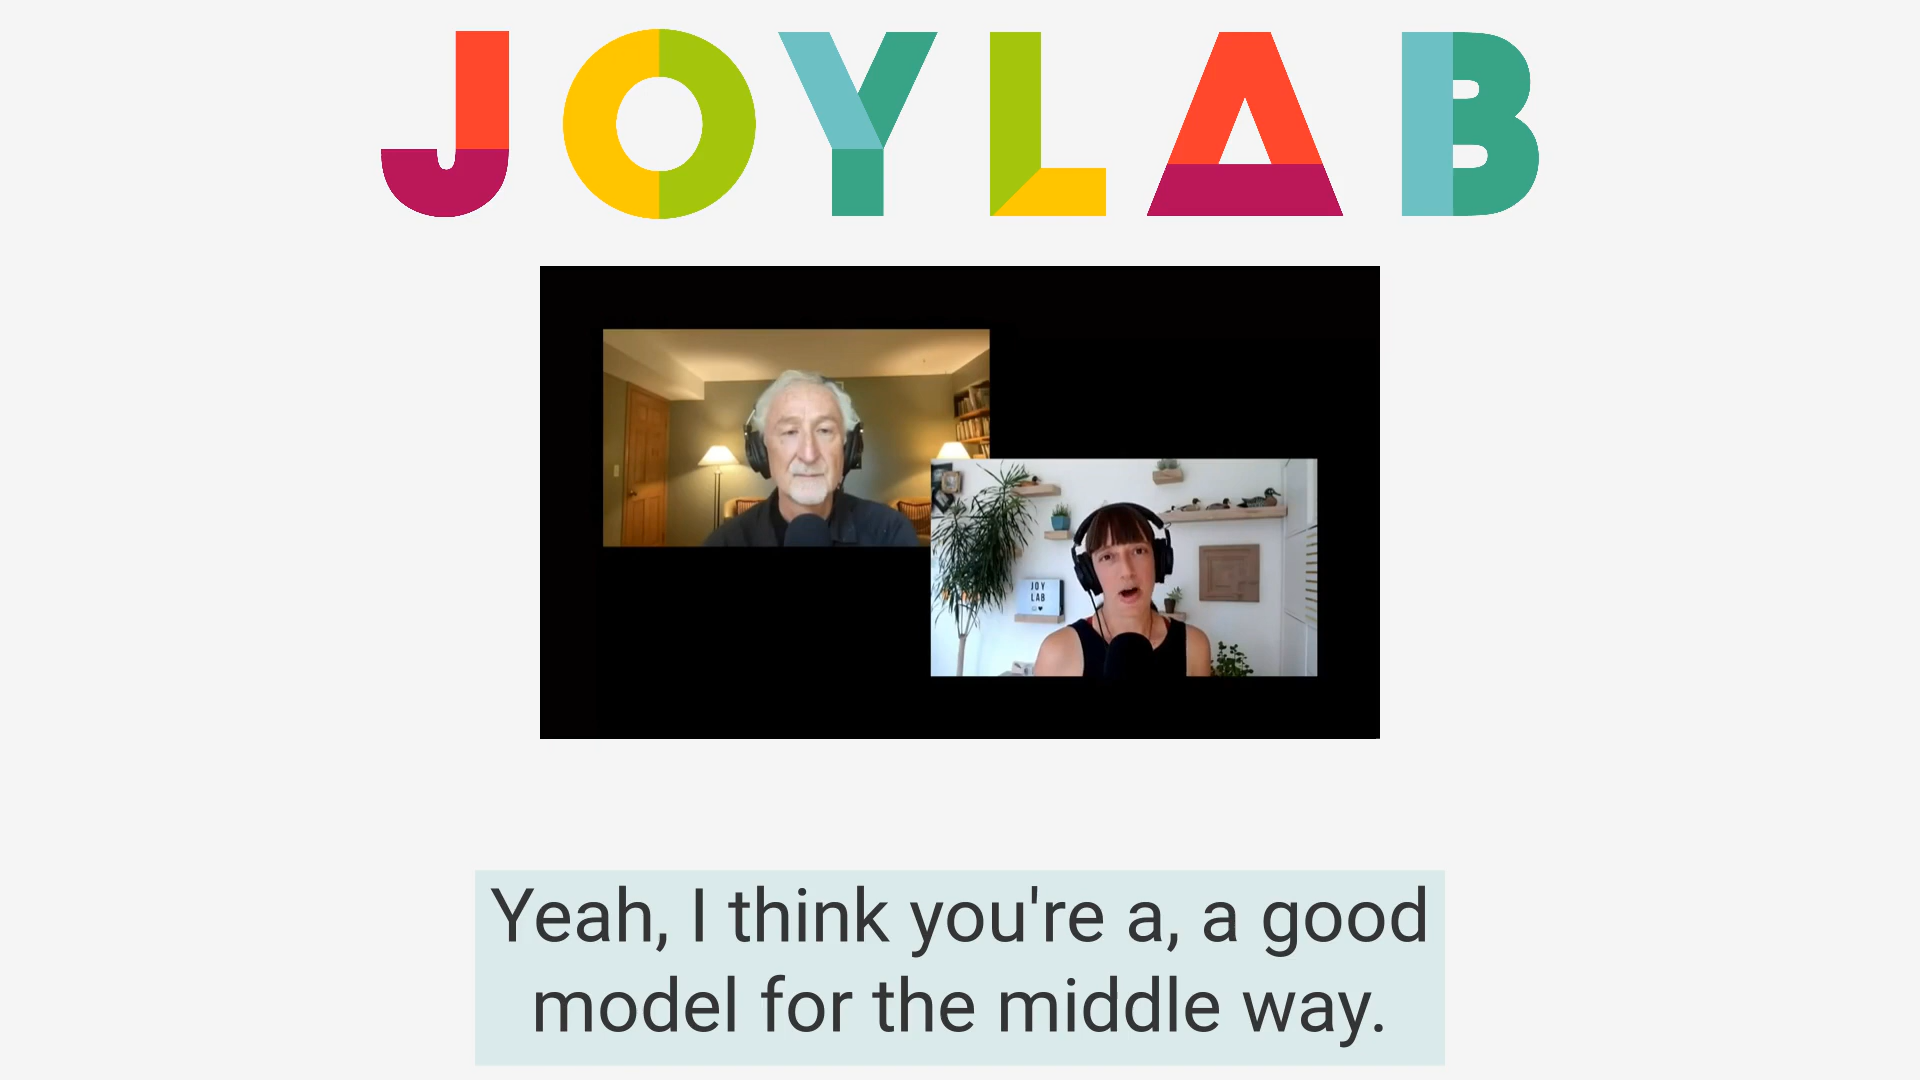 JOYLAB
JOY
LAB
Yeah, I think you're a, a good
model for the middle way.